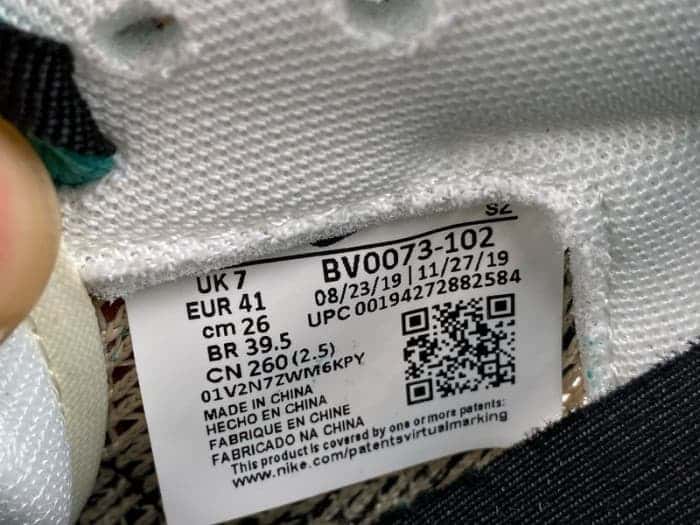 SZ
UK 7
BV0073-102
EUR 41
08/23/19 | 11/27/19
cm 26
UPC 00194272882584
BR 39.5
CN 260 (2.5)
01V2N7ZWM6KPY
MADE IN CHINA
HECHO EN CHINA
FABRIQUE EN CHINE
FABRICADO NA CHINA
This product is covered by one or more patents:
www.nike.com/patentsvirtualmarking